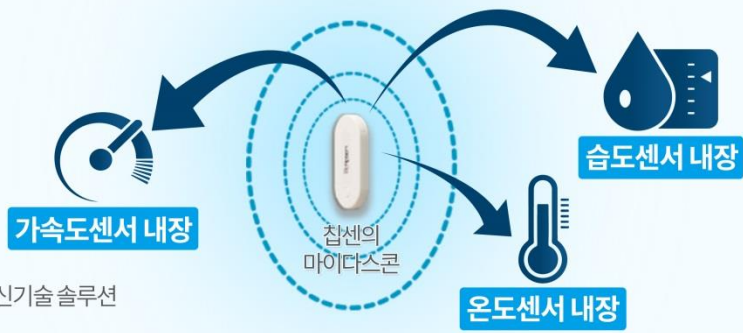 습도센서 내장
가속도센서 내장
칩센의
마이다스콘
신기술 솔루션
온도센서 내장